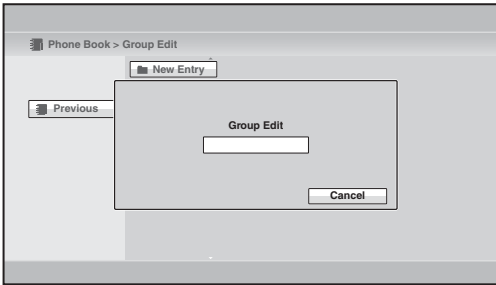 Phone Book > Group Edit
New Entry
Previous
Group Edit
Cancel